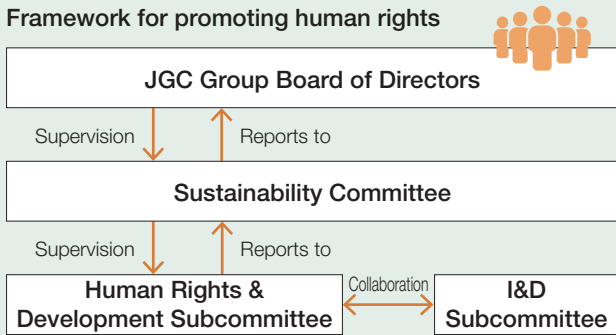 Framework for promoting human rights
JGC Group Board of Directors
Supervision
Reports to
Sustainability Committee
Supervision
Reports to
Human Rights &
Development Subcommittee
Collaboration
I&D
Subcommittee